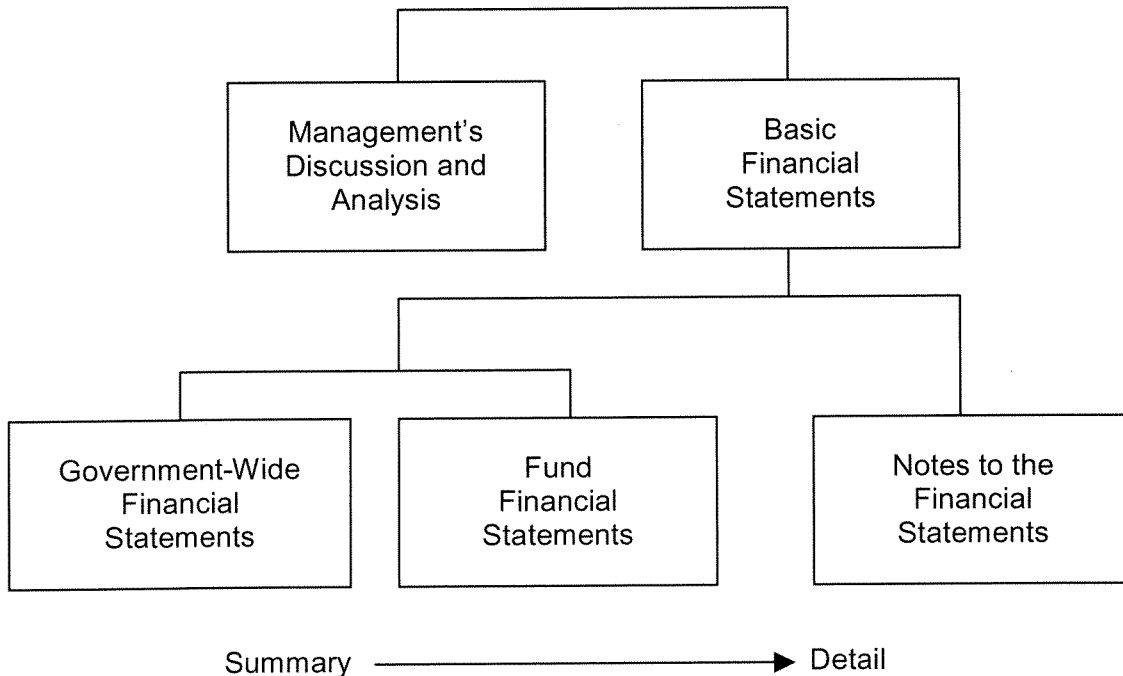 Management's
Discussion and
Analysis
Basic
Financial
Statements
Government-Wide
Financial
Statements
Fund
Financial
Statements
Notes to the
Financial
Statements
Summary
Detail